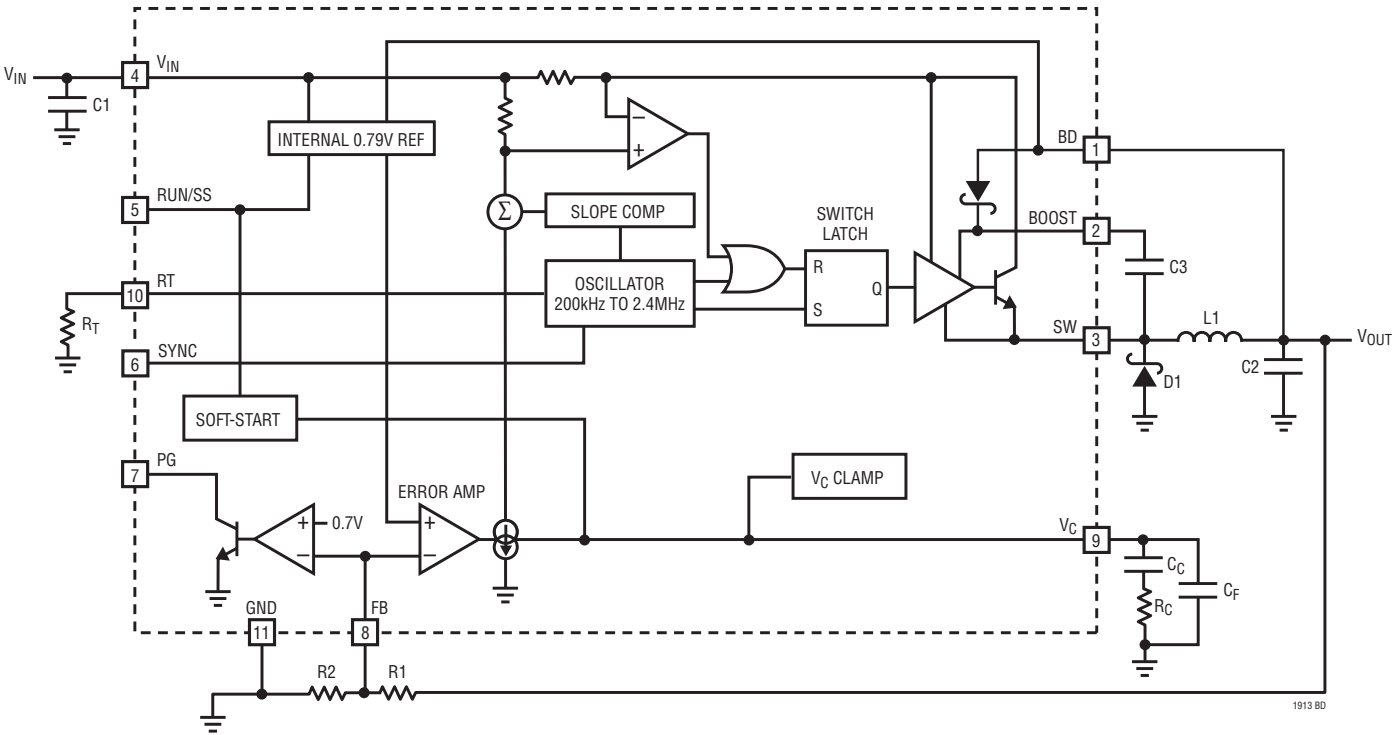 V_IN
4
V_IN
C1
INTERNAL 0.79V REF
−
+
BD
1
5
RUN/SS
Σ
SLOPE COMP
SWITCH
LATCH
BOOST
2
C3
10
RT
R_T
OSCILLATOR
200kHz TO 2.4MHz
R
Q
S
6
SYNC
SW
3
L1
V_OUT
D1
C2
SOFT-START
7
PG
V_C CLAMP
ERROR AMP
+
0.7V
−
+
−
V_C
9
C_C
R_C
C_F
GND
11
FB
8
R2
R1
1913 BD